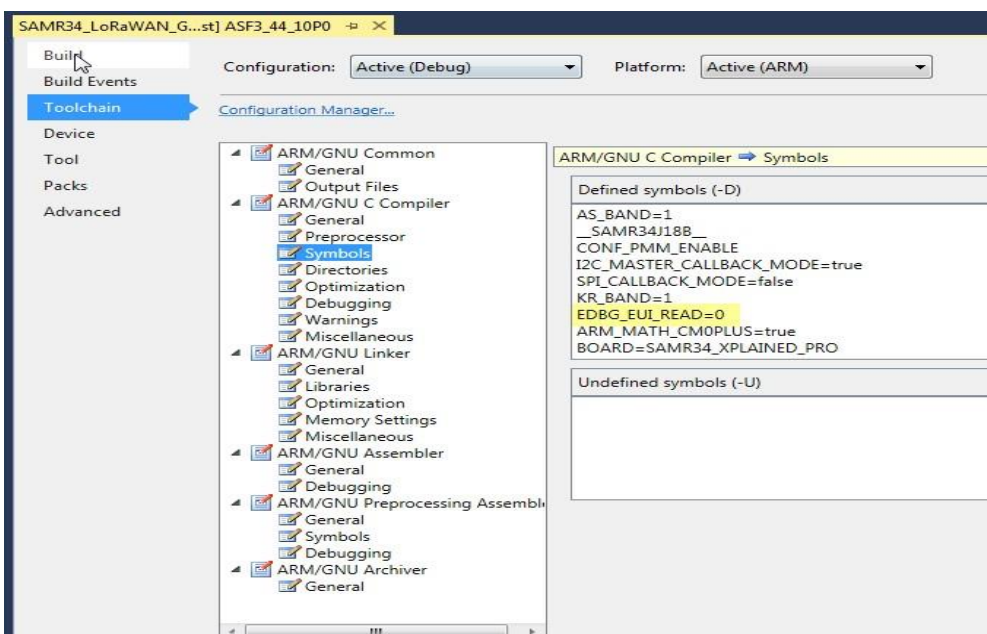 SAMR34_LoRaWAN_G...st] ASF3_44_10P0
Build
Build Events
Toolchain
Device
Tool
Packs
Advanced
Configuration: Active (Debug) Platform: Active (ARM)
Configuration Manager...
ARM/GNU Common
General
Output Files
ARM/GNU C Compiler
General
Preprocessor
Symbols
Directories
Optimization
Debugging
Warnings
Miscellaneous
ARM/GNU Linker
General
Libraries
Optimization
Memory Settings
Miscellaneous
ARM/GNU Assembler
General
Debugging
ARM/GNU Preprocessing Assembl
General
Symbols
Debugging
ARM/GNU Archiver
General
ARM/GNU C Compiler ➡ Symbols
Defined symbols (-D)
AS_BAND=1
__SAMR34J18B__
CONF_PMM_ENABLE
I2C_MASTER_CALLBACK_MODE=true
SPI_CALLBACK_MODE=false
KR_BAND=1
EDBG_EUI_READ=0
ARM_MATH_CM0PLUS=true
BOARD=SAMR34_XPLAINED_PRO
Undefined symbols (-U)